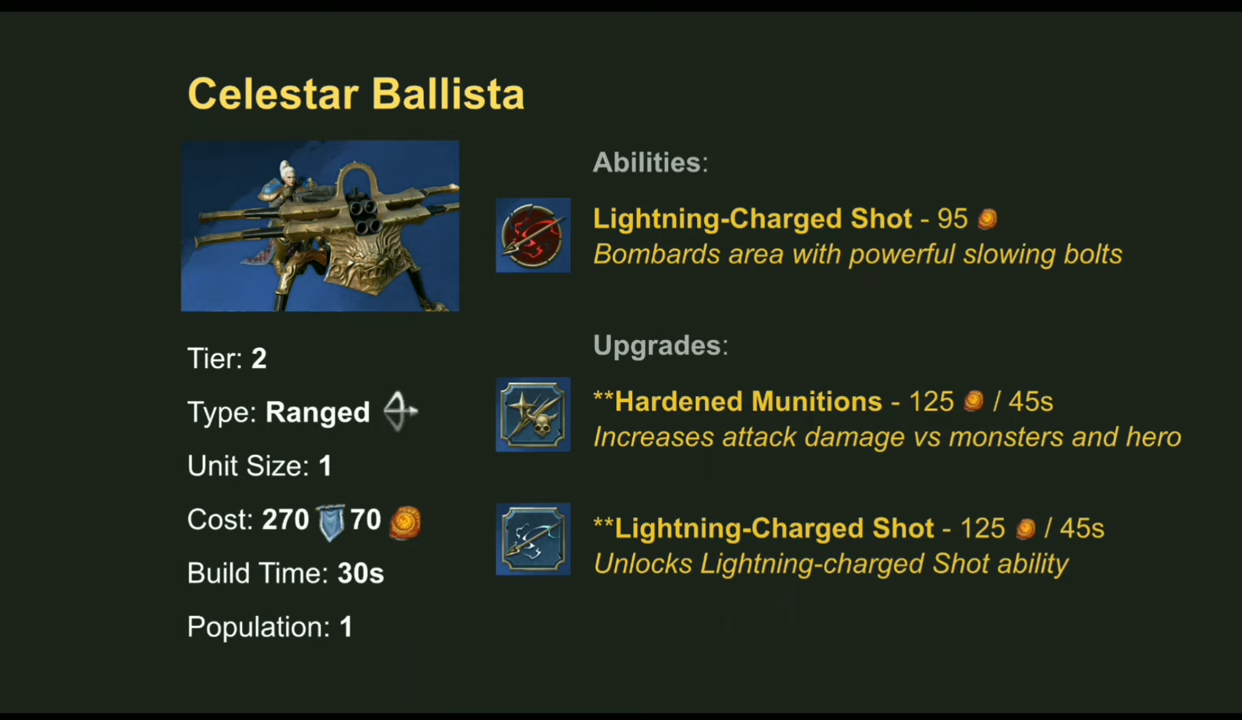 Celestar Ballista
Abilities:
Lightning-Charged Shot - 95
Bombards area with powerful slowing bolts
Tier: 2
Type: Ranged
Unit Size: 1
Cost: 270 70
Build Time: 30s
Population: 1
Upgrades:
**Hardened Munitions - 125 / 45s
Increases attack damage vs monsters and hero
**Lightning-Charged Shot - 125 / 45s
Unlocks Lightning-charged Shot ability